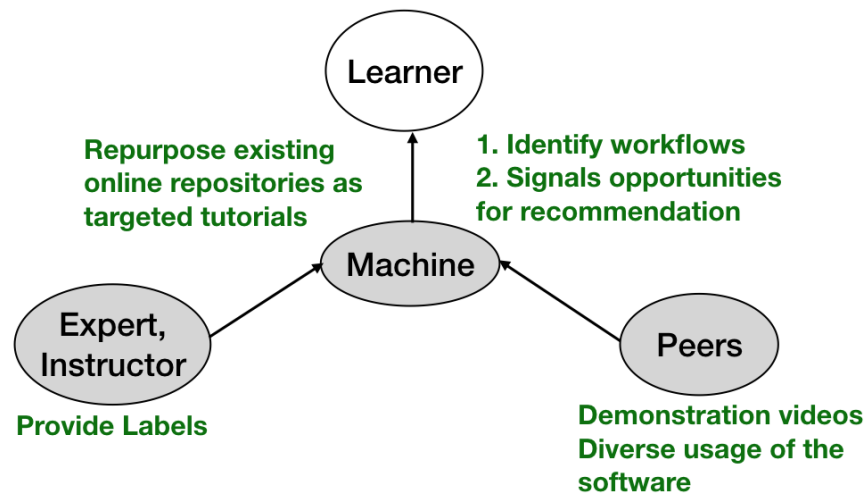 Learner
Repurpose existing
online repositories as
targeted tutorials
1. Identify workflows
2. Signals opportunities
for recommendation
Machine
Expert,
Instructor
Provide Labels
Peers
Demonstration videos
Diverse usage of the
software